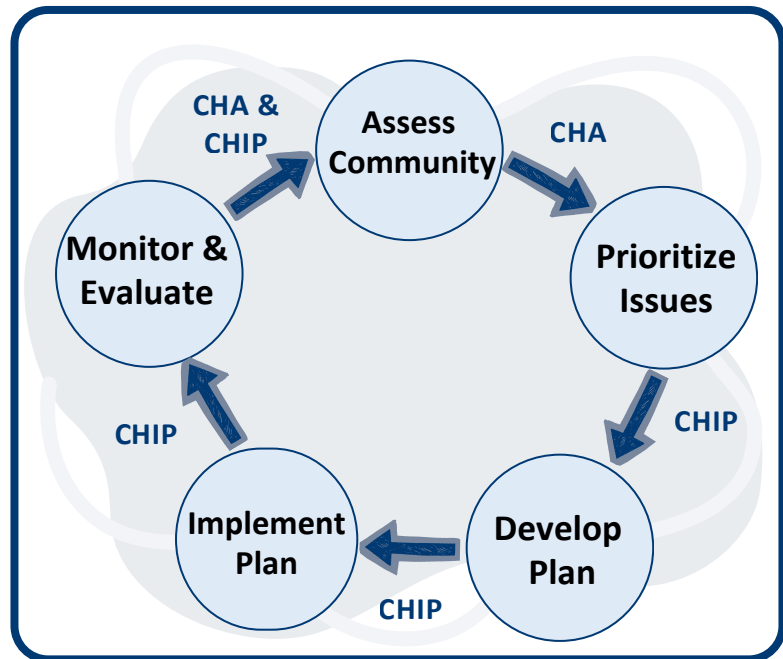 Assess
Community
CHA
Prioritize
Issues
CHIP
Develop
Plan
CHIP
Implement
Plan
CHIP
Monitor &
Evaluate
CHA &
CHIP